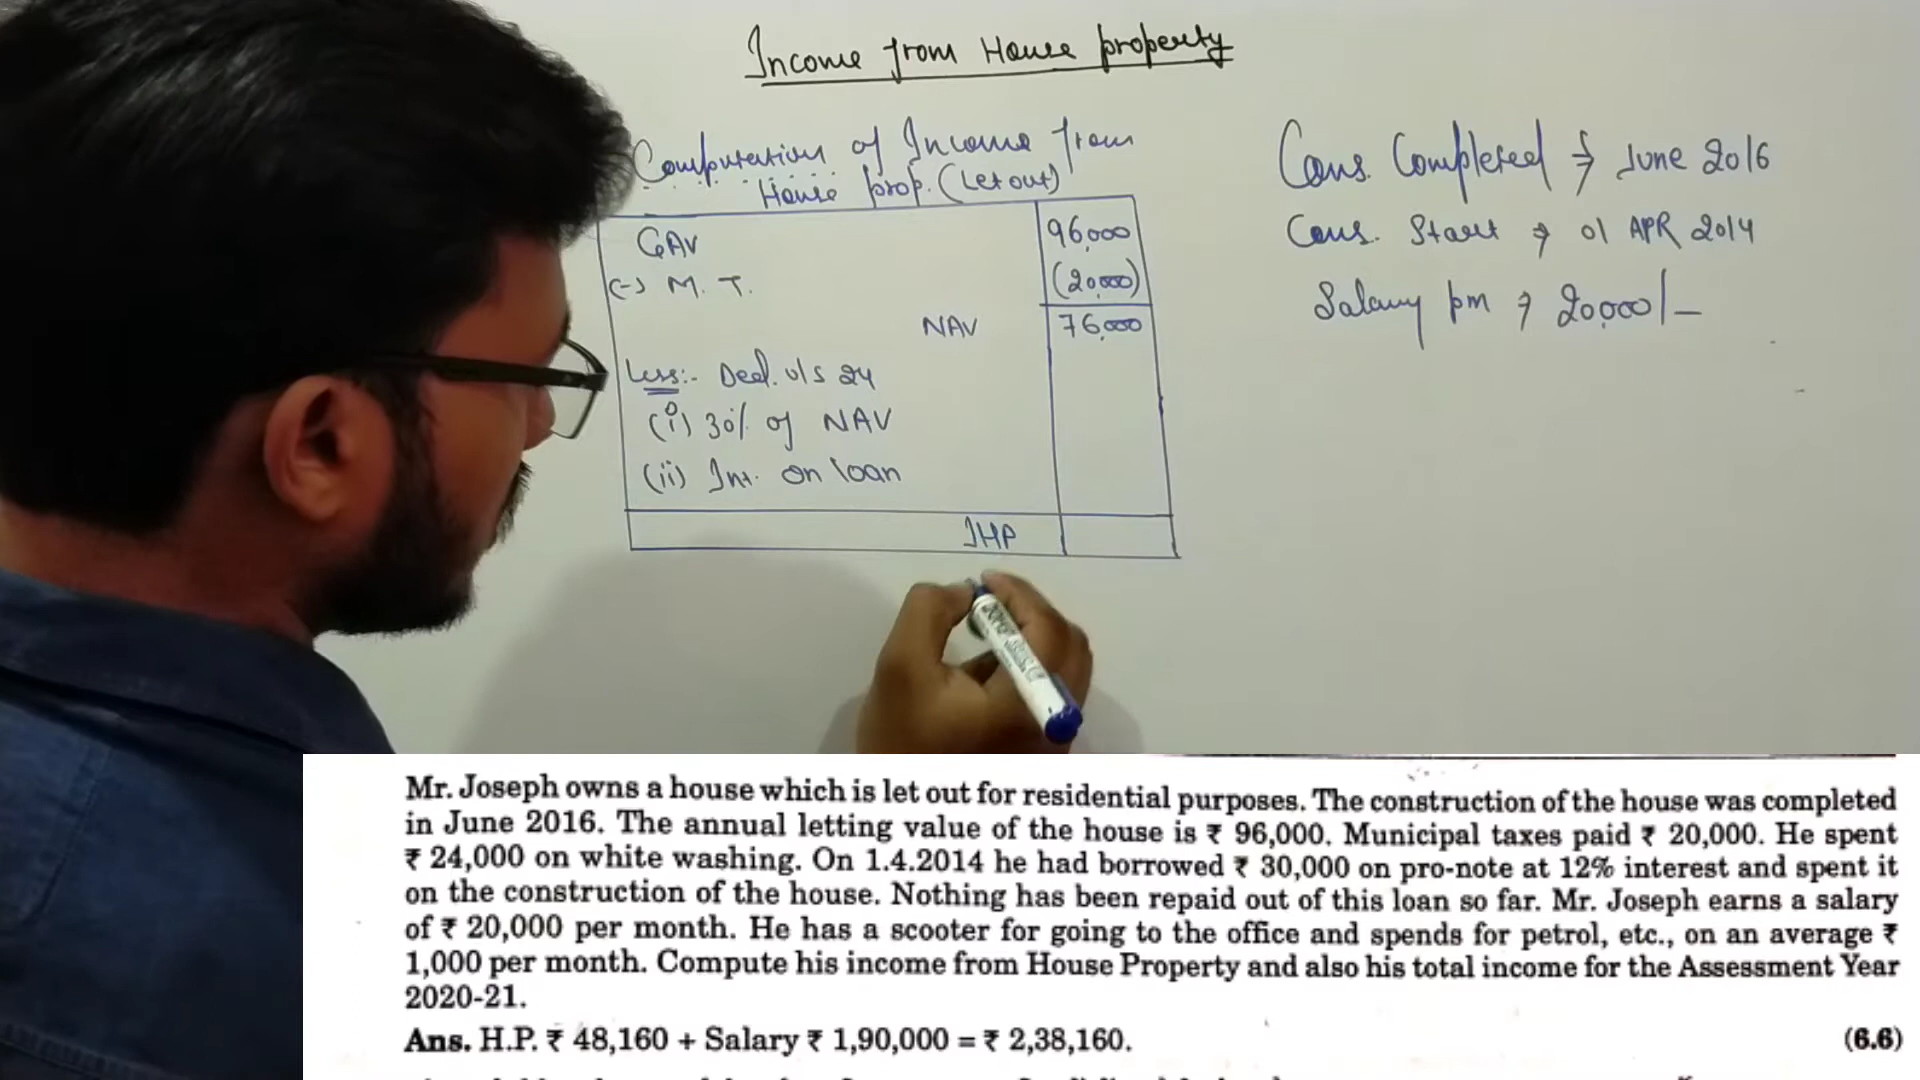 Income from House property
Computation of Income from
House prop. (Let out)
GAV 96,000
(-) M. T. (20,000)
NAV 76,000
Less:- Ded. u/s 24
(i) 30% of NAV
(ii) Int. on loan
IHP
Cons. Completed → June 2016
Cons. Start → 01 APR 2014
Salary pm → 20,000/-
Mr. Joseph owns a house which is let out for residential purposes. The construction of the house was completed
in June 2016. The annual letting value of the house is ₹ 96,000. Municipal taxes paid ₹ 20,000. He spent
₹ 24,000 on white washing. On 1.4.2014 he had borrowed ₹ 30,000 on pro-note at 12% interest and spent it
on the construction of the house. Nothing has been repaid out of this loan so far. Mr. Joseph earns a salary
of ₹ 20,000 per month. He has a scooter for going to the office and spends for petrol, etc., on an average ₹
1,000 per month. Compute his income from House Property and also his total income for the Assessment Year
2020-21.
Ans. H.P. ₹ 48,160 + Salary ₹ 1,90,000 = ₹ 2,38,160. (6.6)